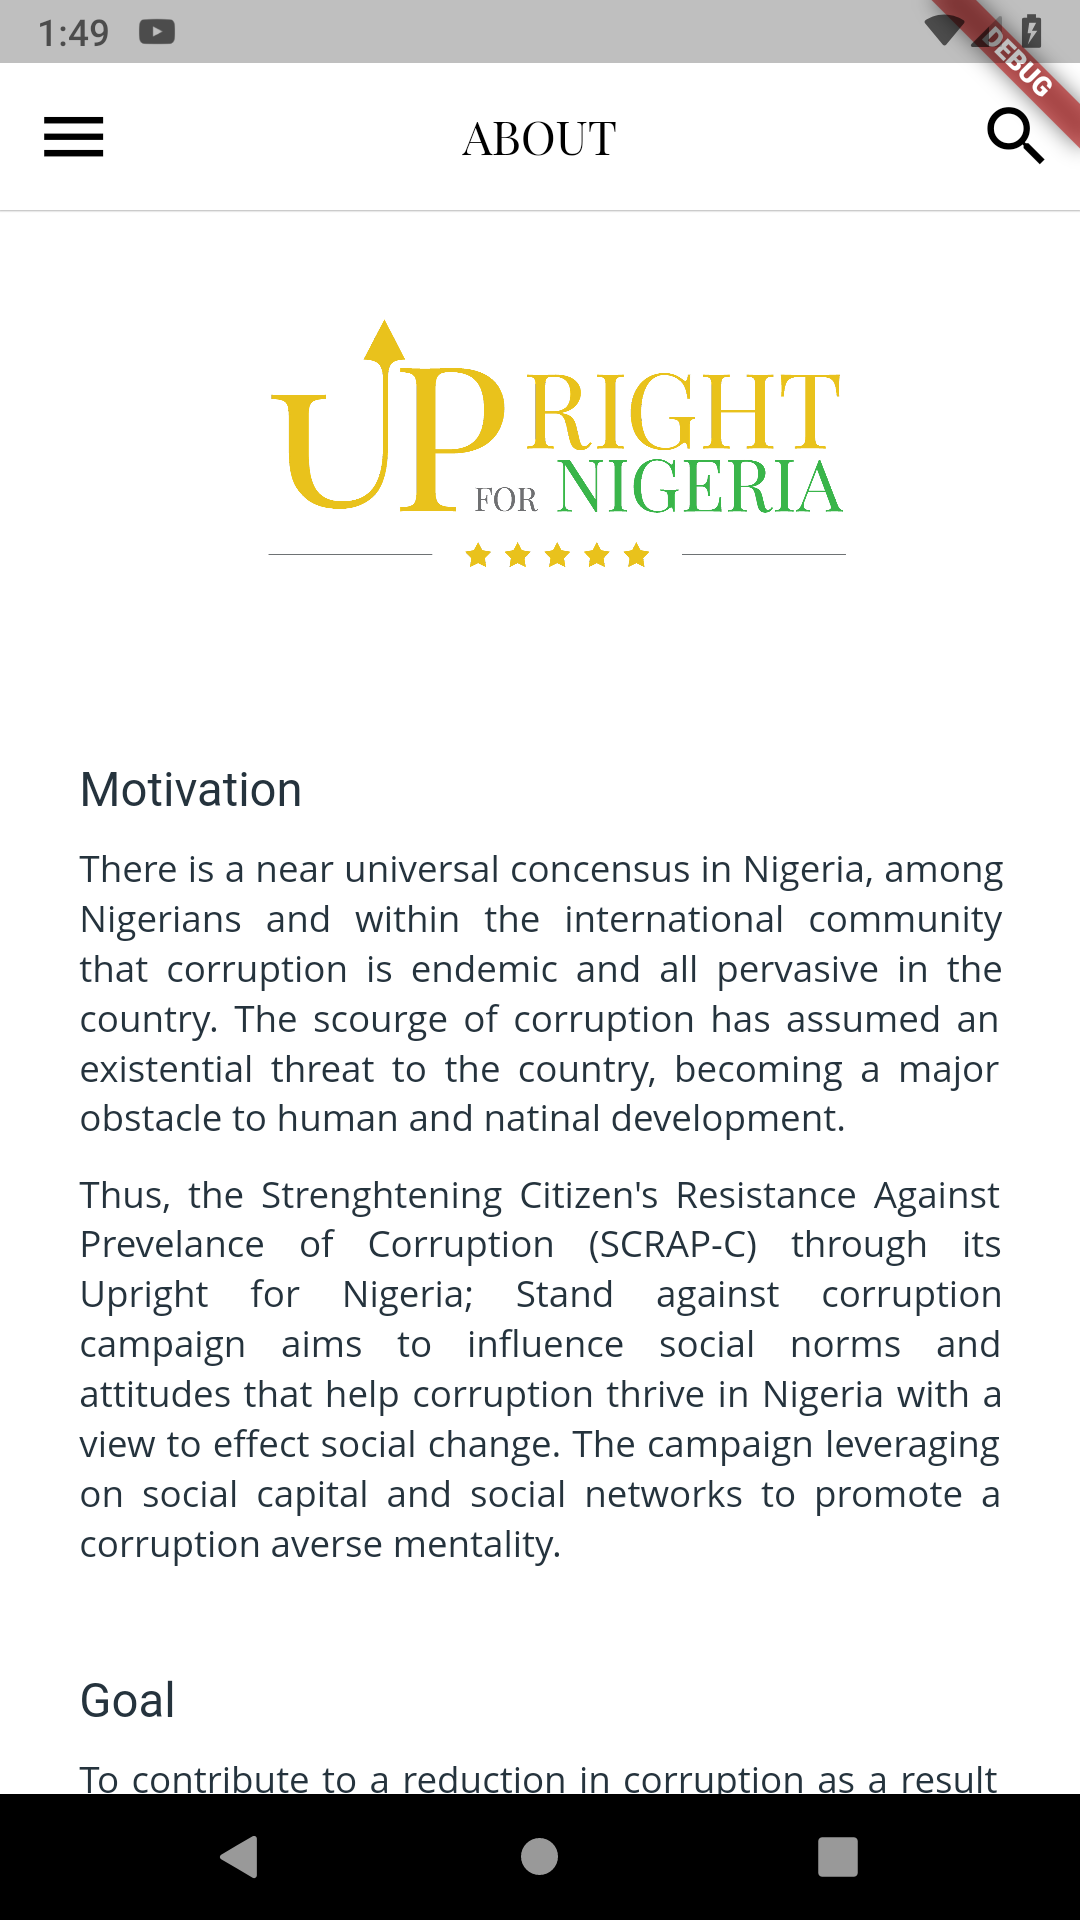 1:49
DEBUG
ABOUT
UP RIGHT
FOR NIGERIA
Motivation
There is a near universal concensus in Nigeria, among
Nigerians and within the international community
that corruption is endemic and all pervasive in the
country. The scourge of corruption has assumed an
existential threat to the country, becoming a major
obstacle to human and natinal development.
Thus, the Strenghtening Citizen's Resistance Against
Prevelance of Corruption (SCRAP-C) through its
Upright for Nigeria; Stand against corruption
campaign aims to influence social norms and
attitudes that help corruption thrive in Nigeria with a
view to effect social change. The campaign leveraging
on social capital and social networks to promote a
corruption averse mentality.
Goal
To contribute to a reduction in corruption as a result